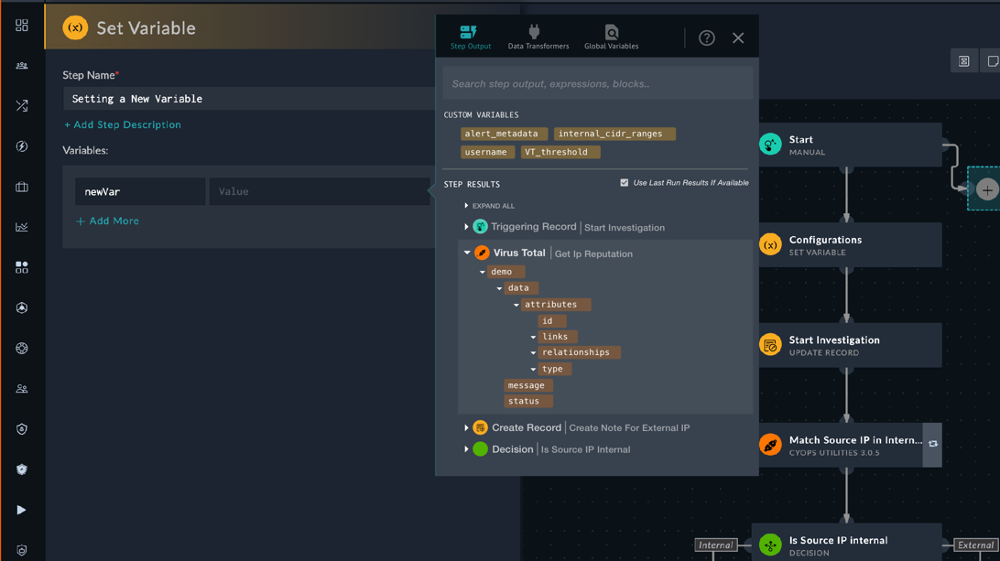 Set Variable
Step Name*
Setting a New Variable
+ Add Step Description
Variables:
newVar
Value
+ Add More
Step Output
Data Transformers
Global Variables
Search step output, expressions, blocks..
CUSTOM VARIABLES
alert_metadata
internal_cidr_ranges
username
VT_threshold
STEP RESULTS
Use Last Run Results If Available
EXPAND ALL
Triggering Record | Start Investigation
Virus Total | Get Ip Reputation
demo
data
attributes
id
links
relationships
type
message
status
Create Record | Create Note For External IP
Decision | Is Source IP Internal
Start
MANUAL
Configurations
SET VARIABLE
Start Investigation
UPDATE RECORD
Match Source IP in Intern...
CYOPS UTILITIES 3.0.5
Internal
Is Source IP internal
DECISION
External